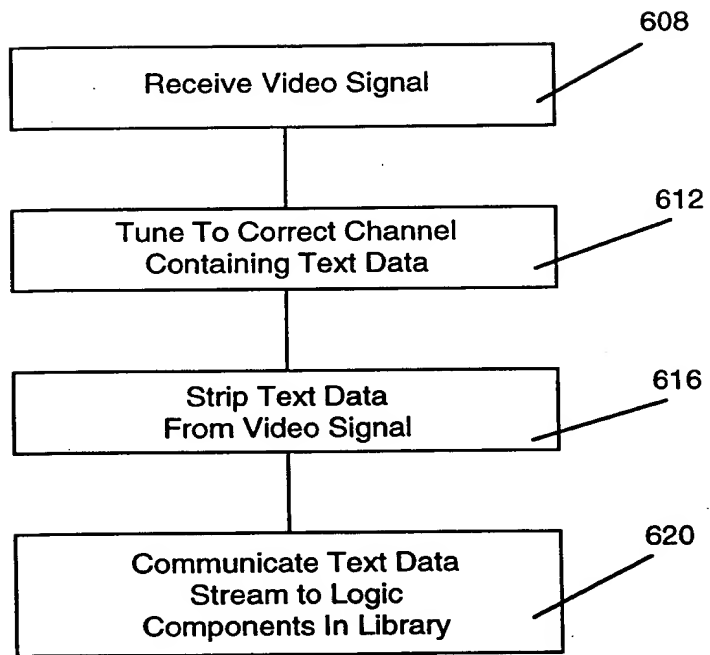 608
Receive Video Signal
612
Tune To Correct Channel
Containing Text Data
616
Strip Text Data
From Video Signal
620
Communicate Text Data
Stream to Logic
Components In Library